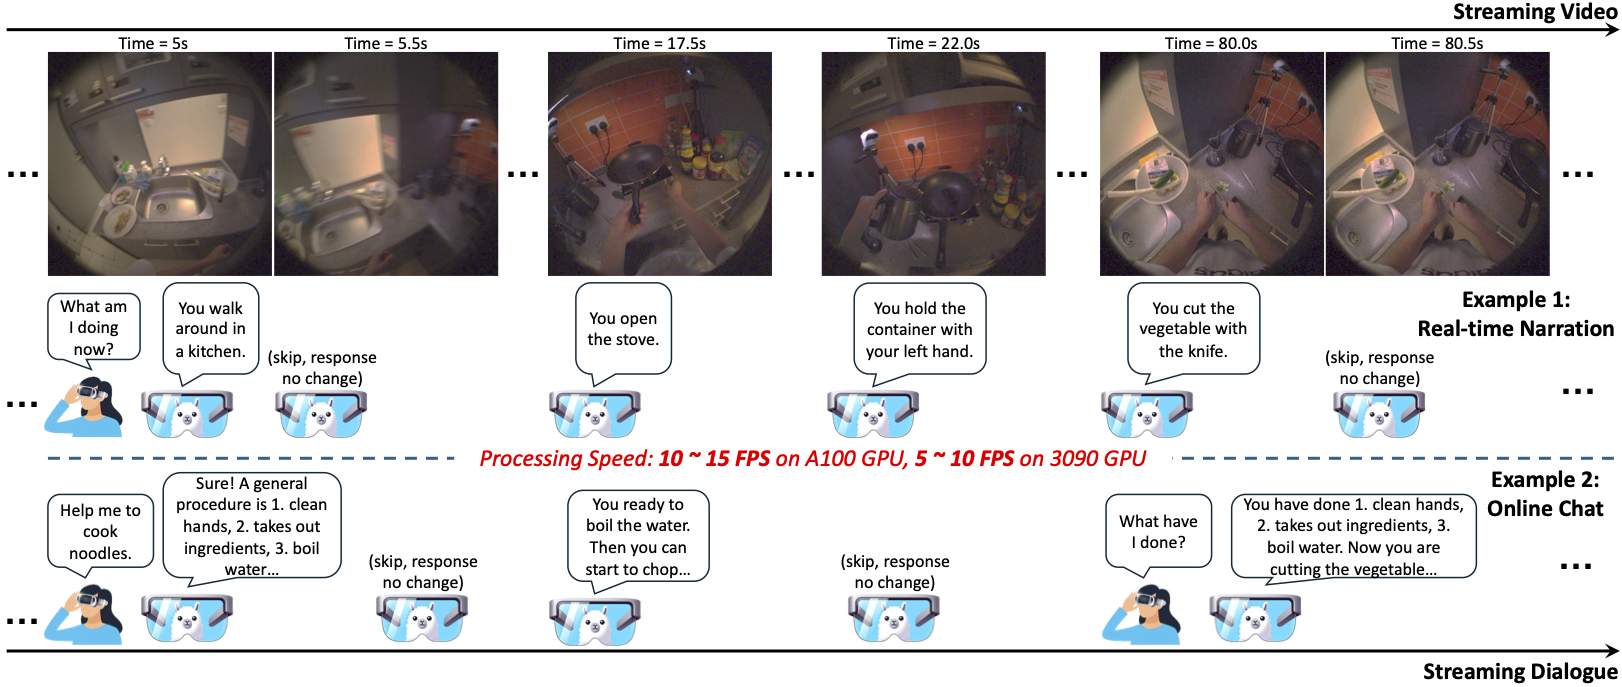 Streaming Video
Time = 5s
Time = 5.5s
Time = 17.5s
Time = 22.0s
Time = 80.0s
Time = 80.5s
...
...
...
...
...
What am
I doing
now?
You walk
around in
a kitchen.
(skip, response
no change)
You open
the stove.
You hold the
container with
your left hand.
You cut the
vegetable with
the knife.
(skip, response
no change)
Example 1:
Real-time Narration
...
...
Processing Speed: 10 ~ 15 FPS on A100 GPU, 5 ~ 10 FPS on 3090 GPU
Example 2:
Online Chat
Help me to
cook
noodles.
Sure! A general
procedure is 1. clean
hands, 2. takes out
ingredients, 3. boil
water...
(skip, response
no change)
You ready to
boil the water.
Then you can
start to chop...
(skip, response
no change)
What have
I done?
You have done 1. clean hands,
2. takes out ingredients, 3.
boil water. Now you are
cutting the vegetable...
...
...
Streaming Dialogue